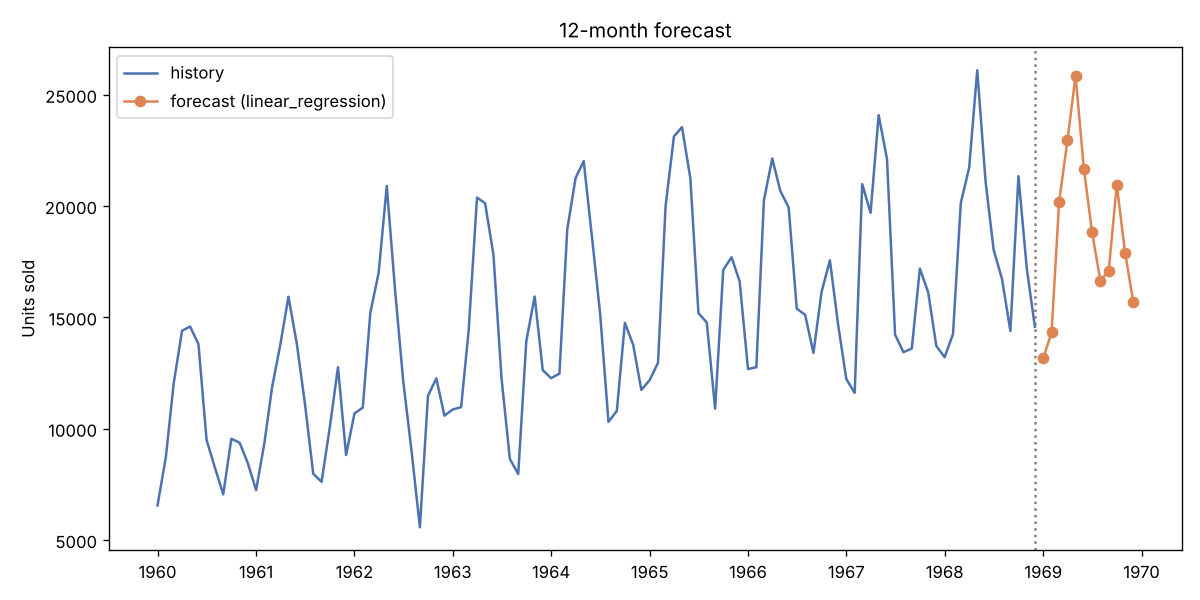 12-month forecast
history
forecast (linear_regression)
Units sold
25000
20000
15000
10000
5000
1960 1961 1962 1963 1964 1965 1966 1967 1968 1969 1970